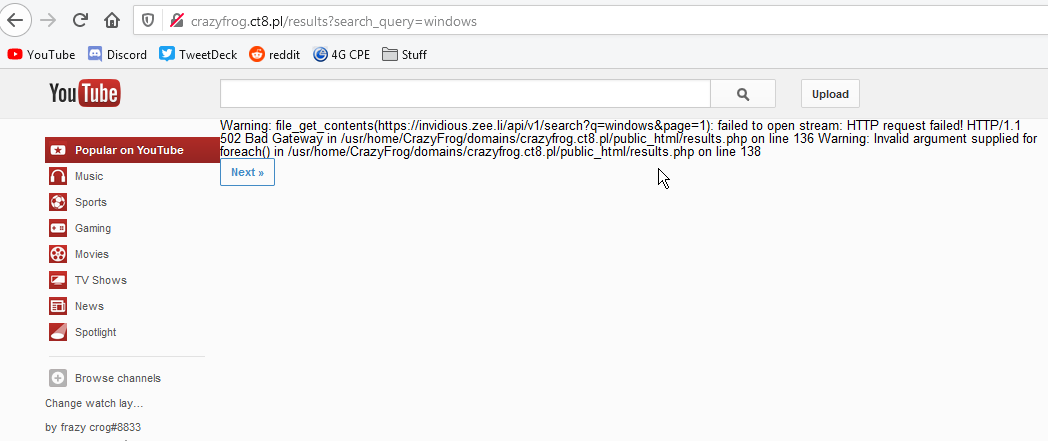 crazyfrog.ct8.pl/results?search_query=windows
YouTube Discord TweetDeck reddit 4G CPE Stuff
YouTube
Upload
Warning: file_get_contents(https://invidious.zee.li/api/v1/search?q=windows&page=1): failed to open stream: HTTP request failed! HTTP/1.1
502 Bad Gateway in /usr/home/CrazyFrog/domains/crazyfrog.ct8.pl/public_html/results.php on line 136 Warning: Invalid argument supplied for
foreach() in /usr/home/CrazyFrog/domains/crazyfrog.ct8.pl/public_html/results.php on line 138
Next »
Popular on YouTube
Music
Sports
Gaming
Movies
TV Shows
News
Spotlight
Browse channels
Change watch lay...
by frazy crog#8833